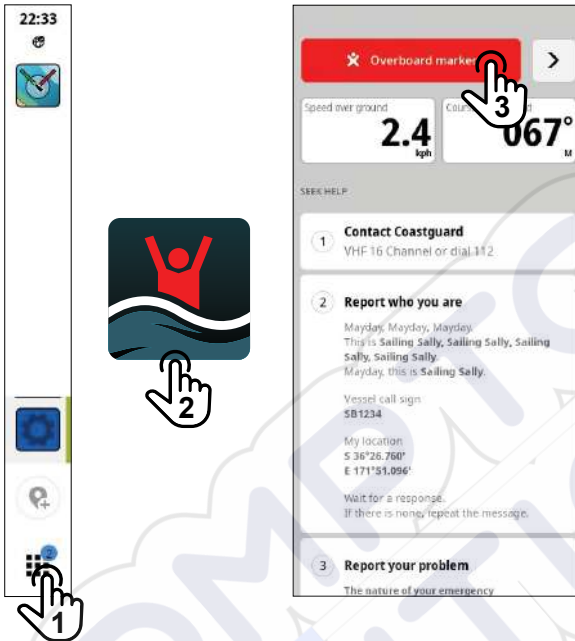 22:33
2
1
2
Overboard marker
3
Speed over ground
2.4
kph
067°
M
SEEK HELP
1
Contact Coastguard
VHF 16 Channel or dial 112
2
Report who you are
Mayday, Mayday, Mayday.
This is Sailing Sally, Sailing Sally, Sailing
Sally, Sailing Sally.
Mayday, this is Sailing Sally.
Vessel call sign
SB1234
My location
S 36°26.760'
E 171°51.096'
Wait for a response.
If there is none, repeat the message.
3
Report your problem
The nature of your emergency